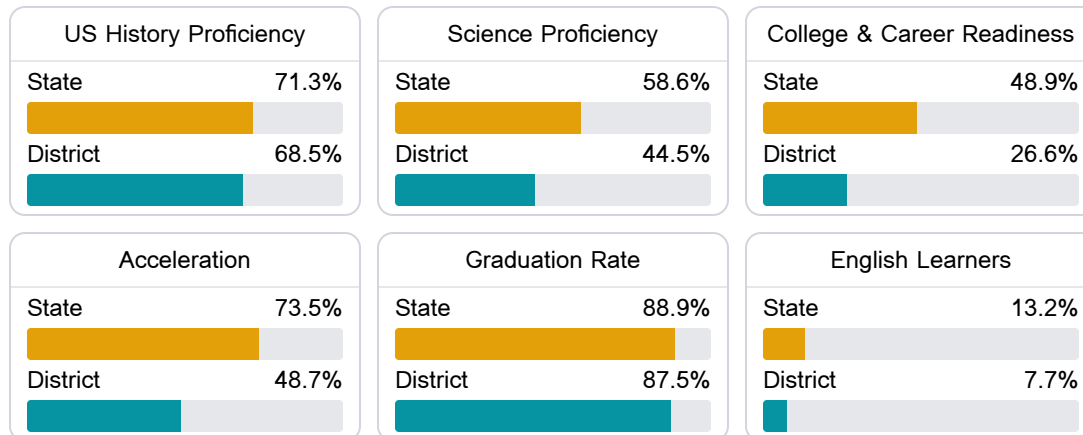 US History Proficiency
State 71.3%
District 68.5%
Science Proficiency
State 58.6%
District 44.5%
College & Career Readiness
State 48.9%
District 26.6%
Acceleration
State 73.5%
District 48.7%
Graduation Rate
State 88.9%
District 87.5%
English Learners
State 13.2%
District 7.7%